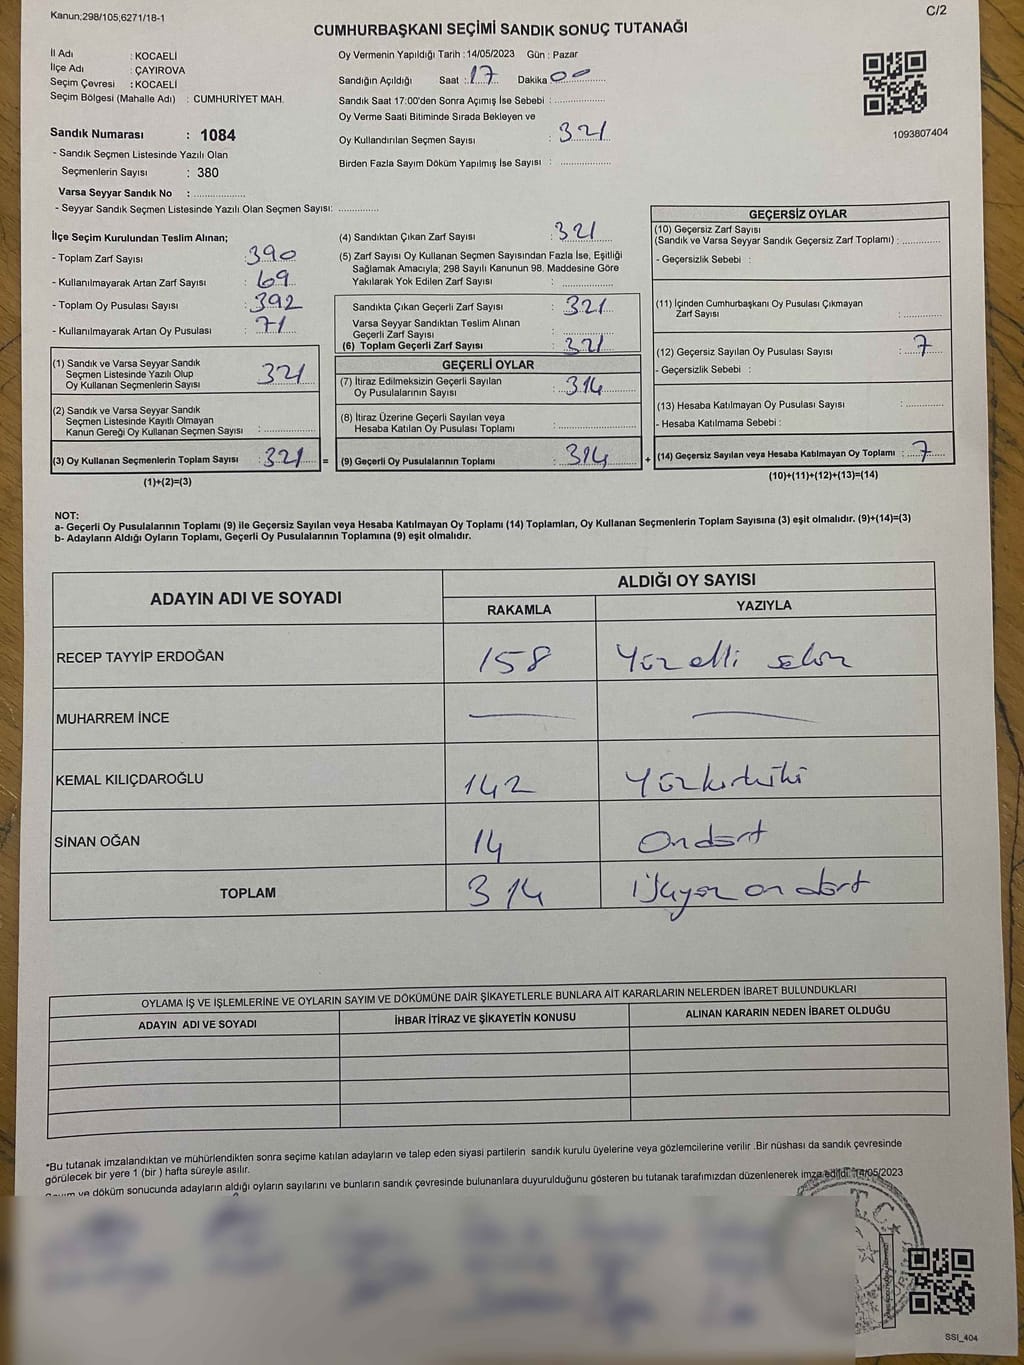 Kanun;298/105,6271/18-1
C/2
CUMHURBAŞKANI SEÇİMİ SANDIK SONUÇ TUTANAĞI
İl Adı : KOCAELİ
İlçe Adı : ÇAYIROVA
Seçim Çevresi : KOCAELİ
Seçim Bölgesi (Mahalle Adı) : CUMHURİYET MAH.
Sandık Numarası : 1084
- Sandık Seçmen Listesinde Yazılı Olan
Seçmenlerin Sayısı : 380
Varsa Seyyar Sandık No : ...............
- Seyyar Sandık Seçmen Listesinde Yazılı Olan Seçmen Sayısı: ............
Oy Vermenin Yapıldığı Tarih : 14/05/2023 Gün : Pazar
Sandığın Açıldığı Saat : 17 Dakika 00
Sandık Saat 17:00'den Sonra Açımış İse Sebebi : ...............
Oy Verme Saati Bitiminde Sırada Bekleyen ve
Oy Kullandırılan Seçmen Sayısı : 321
Birden Fazla Sayım Döküm Yapılmış İse Sayısı : ...............
1093807404
İlçe Seçim Kurulundan Teslim Alınan;
- Toplam Zarf Sayısı : 390
- Kullanılmayarak Artan Zarf Sayısı : 69
- Toplam Oy Pusulası Sayısı : 392
- Kullanılmayarak Artan Oy Pusulası : 71
(1) Sandık ve Varsa Seyyar Sandık
Seçmen Listesinde Yazılı Olup
Oy Kullanan Seçmenlerin Sayısı : 321
(2) Sandık ve Varsa Seyyar Sandık
Seçmen Listesinde Kayıtlı Olmayan
Kanun Gereği Oy Kullanan Seçmen Sayısı : ...............
(3) Oy Kullanan Seçmenlerin Toplam Sayısı : 321 =
(1)+(2)=(3)
(4) Sandıktan Çıkan Zarf Sayısı : 321
(5) Zarf Sayısı Oy Kullanan Seçmen Sayısından Fazla İse, Eşitliği
Sağlamak Amacıyla; 298 Sayılı Kanunun 98. Maddesine Göre
Yakılarak Yok Edilen Zarf Sayısı : ...............
Sandıkta Çıkan Geçerli Zarf Sayısı : 321
Varsa Seyyar Sandıktan Teslim Alınan
Geçerli Zarf Sayısı : ...............
(6) Toplam Geçerli Zarf Sayısı : 321
GEÇERLİ OYLAR
(7) İtiraz Edilmeksizin Geçerli Sayılan
Oy Pusulalarının Sayısı : 314
(8) İtiraz Üzerine Geçerli Sayılan veya
Hesaba Katılan Oy Pusulası Toplamı : ...............
(9) Geçerli Oy Pusulalarının Toplamı : 314 +
GEÇERSİZ OYLAR
(10) Geçersiz Zarf Sayısı
(Sandık ve Varsa Seyyar Sandık Geçersiz Zarf Toplamı) : ............
- Geçersizlik Sebebi :
(11) İçinden Cumhurbaşkanı Oy Pusulası Çıkmayan
Zarf Sayısı : ............
(12) Geçersiz Sayılan Oy Pusulası Sayısı : 7
- Geçersizlik Sebebi :
(13) Hesaba Katılmayan Oy Pusulası Sayısı : ............
- Hesaba Katılmama Sebebi :
(14) Geçersiz Sayılan veya Hesaba Katılmayan Oy Toplamı : 7
(10)+(11)+(12)+(13)=(14)
NOT:
a- Geçerli Oy Pusulalarının Toplamı (9) ile Geçersiz Sayılan veya Hesaba Katılmayan Oy Toplamı (14) Toplamları, Oy Kullanan Seçmenlerin Toplam Sayısına (3) eşit olmalıdır. (9)+(14)=(3)
b- Adayların Aldığı Oyların Toplamı, Geçerli Oy Pusulalarının Toplamına (9) eşit olmalıdır.
ADAYIN ADI VE SOYADI ALDIĞI OY SAYISI
RAKAMLA YAZIYLA
RECEP TAYYİP ERDOĞAN 158 Yüz elli sekiz
MUHARREM İNCE — —
KEMAL KILIÇDAROĞLU 142 Yüzkırkiki
SİNAN OĞAN 14 Ondört
TOPLAM 314 Üçyüz on dört
OYLAMA İŞ VE İŞLEMLERİNE VE OYLARIN SAYIM VE DÖKÜMÜNE DAİR ŞİKAYETLERLE BUNLARA AİT KARARLARIN NELERDEN İBARET BULUNDUKLARI
ADAYIN ADI VE SOYADI İHBAR İTİRAZ VE ŞİKAYETİN KONUSU ALINAN KARARIN NEDEN İBARET OLDUĞU
*Bu tutanak imzalandıktan ve mühürlendikten sonra seçime katılan adayların ve talep eden siyasi partilerin sandık kurulu üyelerine veya gözlemcilerine verilir .Bir nüshası da sandık çevresinde
görülecek bir yere 1 (bir ) hafta süreyle asılır.
ve döküm sonucunda adayların aldığı oyların sayılarını ve bunların sandık çevresinde bulunanlara duyurulduğunu gösteren bu tutanak tarafımızdan düzenlenerek imza edildi. 14/05/2023
T.C.
SSI_404